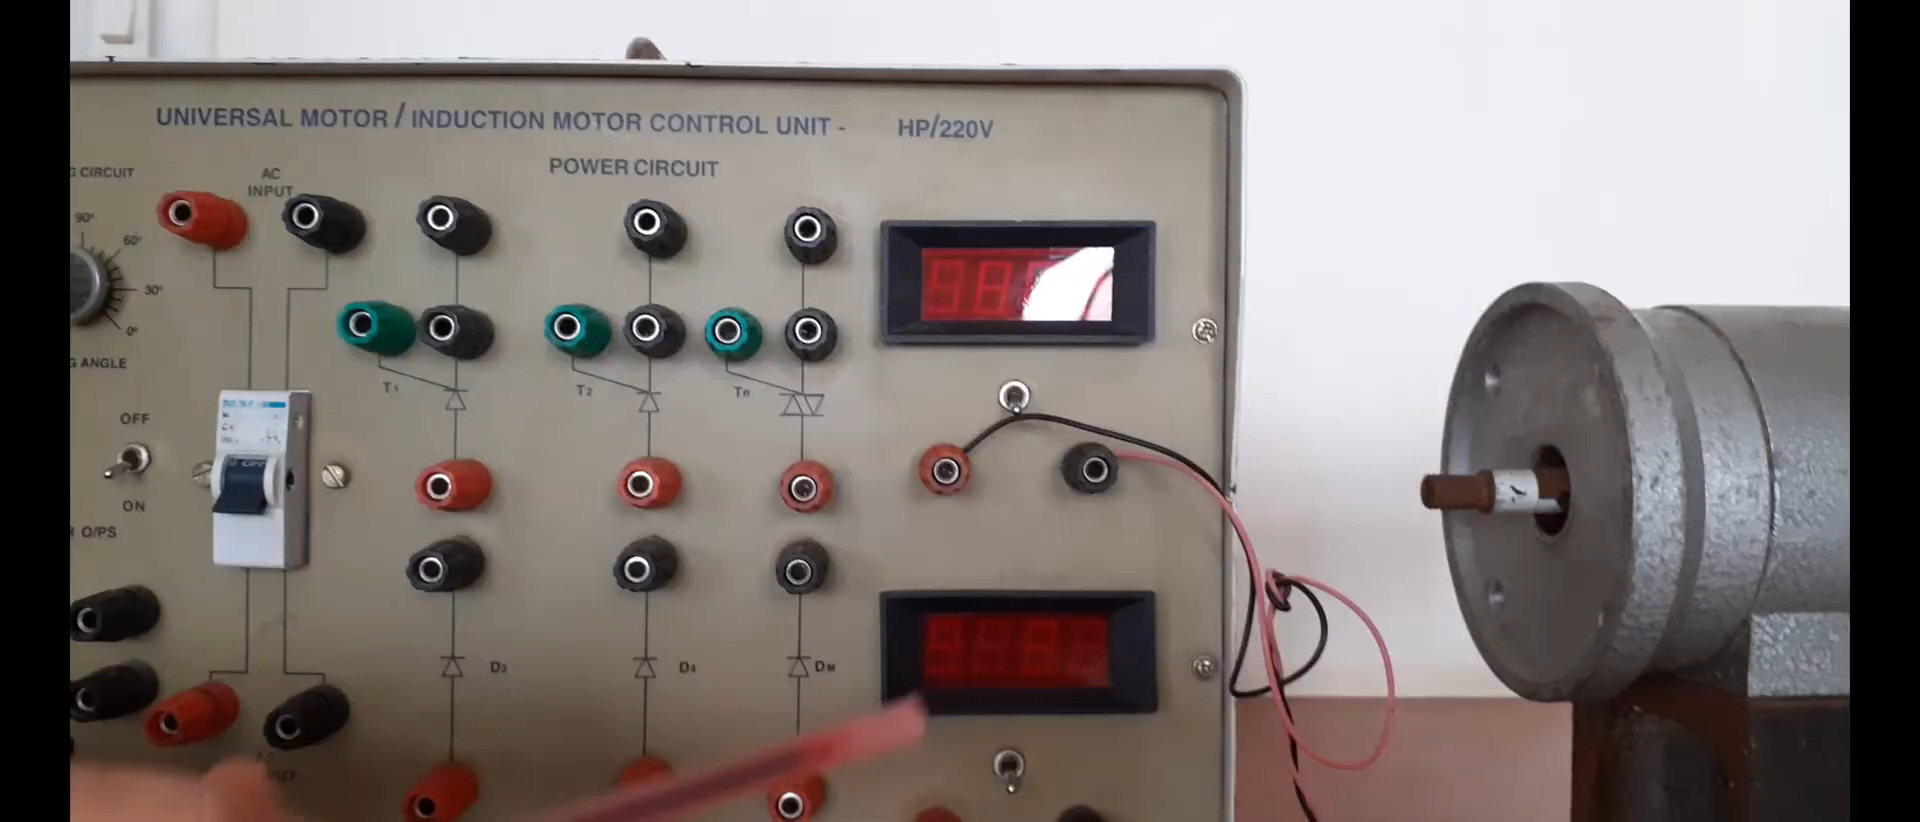 UNIVERSAL MOTOR / INDUCTION MOTOR CONTROL UNIT - HP/220V
POWER CIRCUIT
G CIRCUIT
AC
INPUT
90°
60°
30°
0°
G ANGLE
T1
T2
TR
OFF
ON
OFF
R O/PS
D3
D4
DM